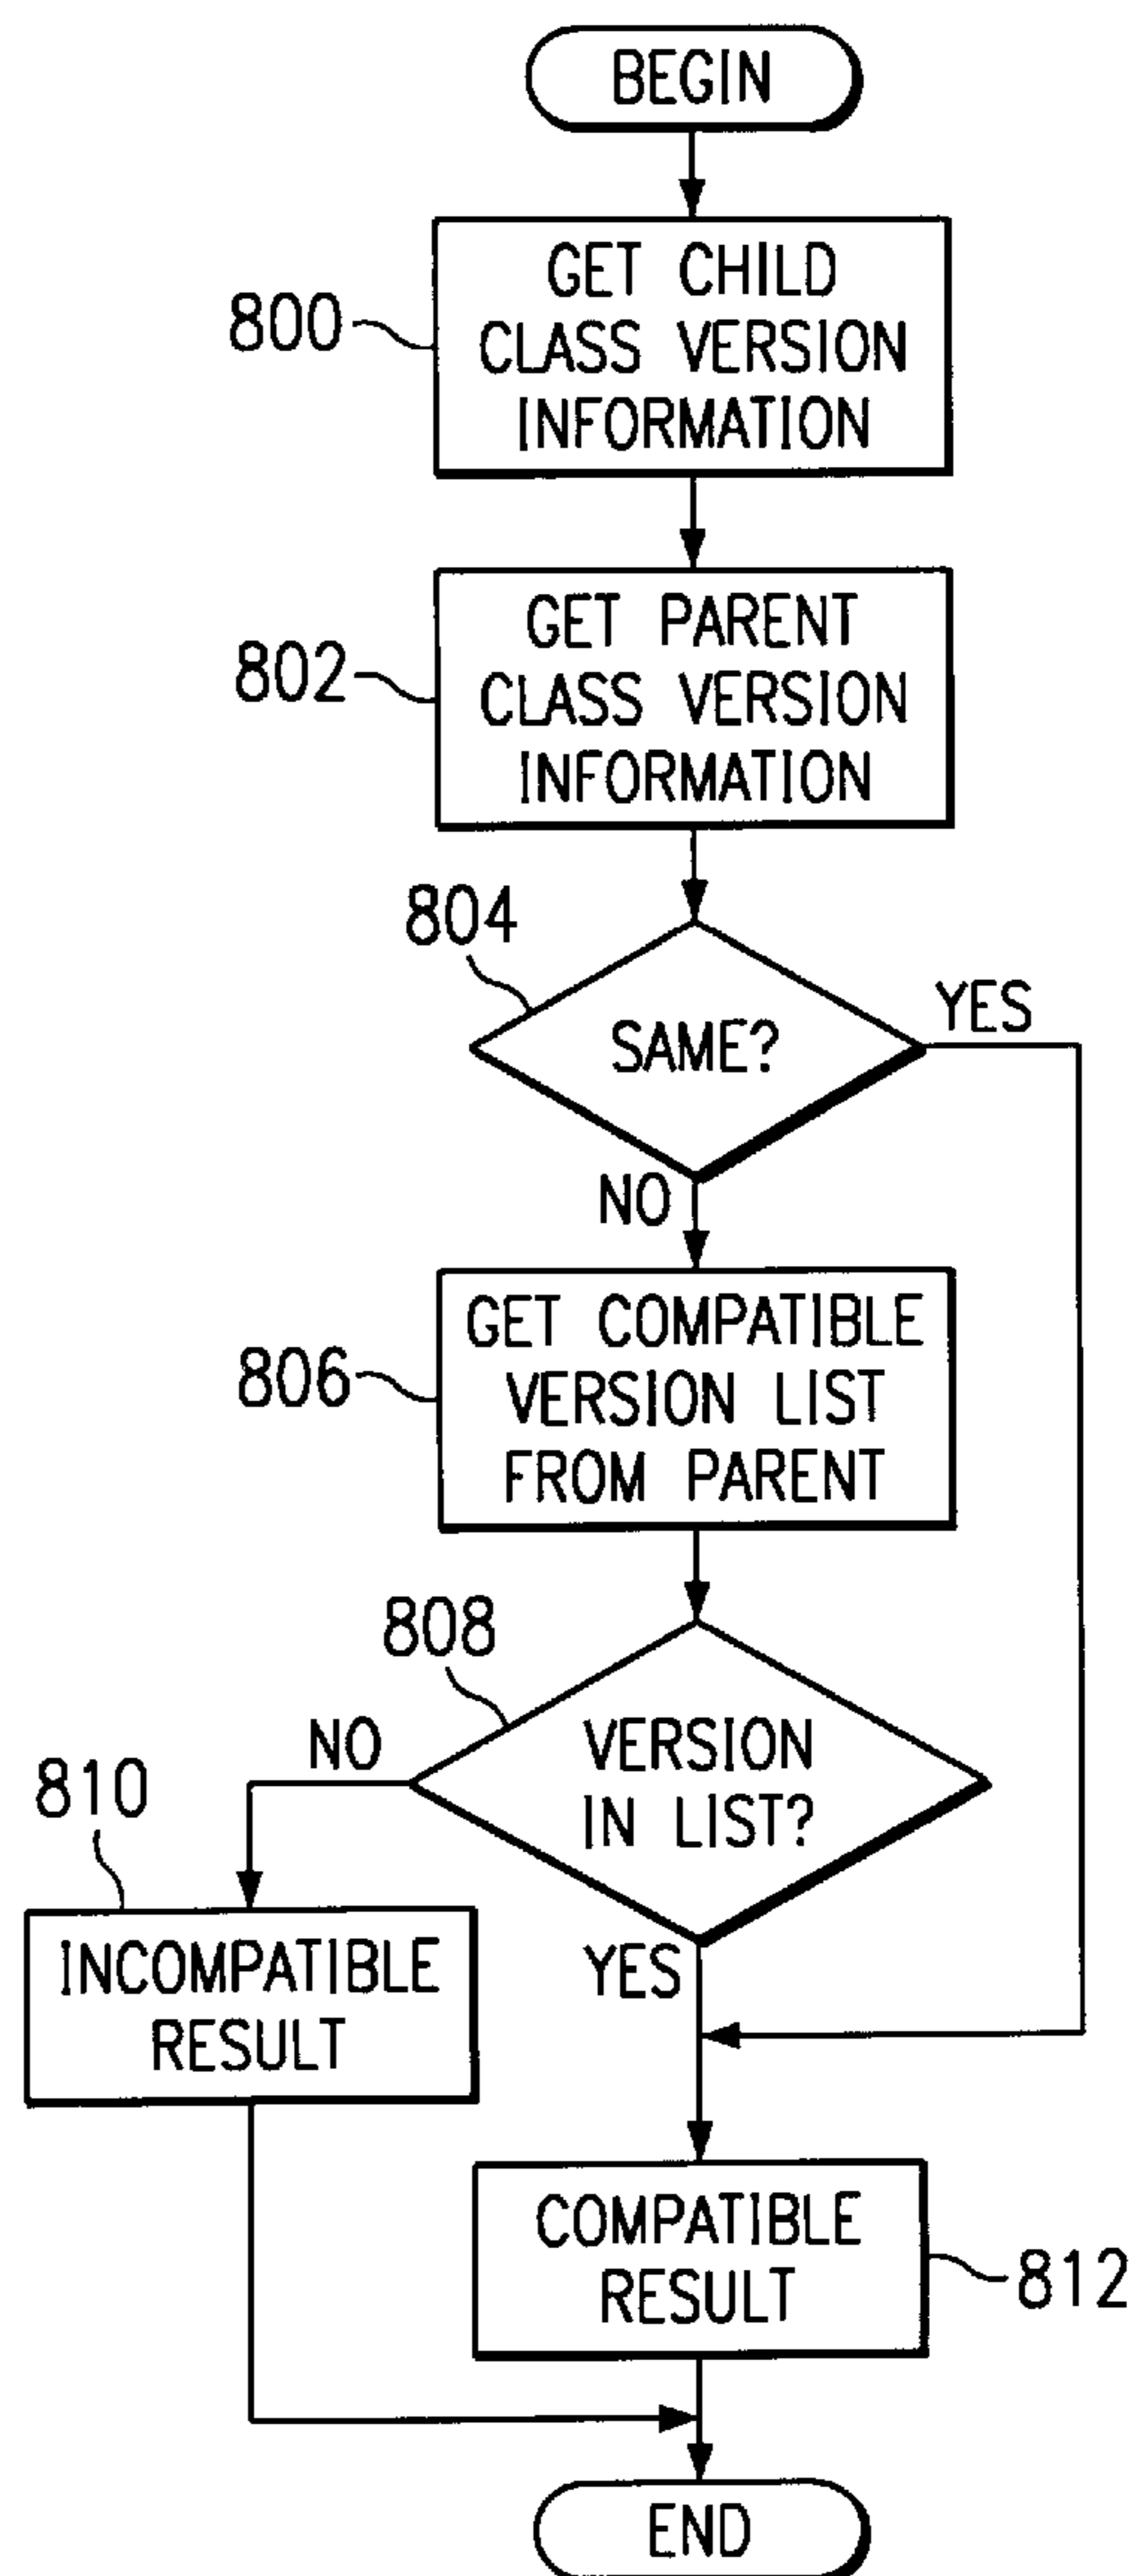 BEGIN
GET CHILD
CLASS VERSION
INFORMATION
800
GET PARENT
CLASS VERSION
INFORMATION
802
804
SAME?
YES
NO
GET COMPATIBLE
VERSION LIST
FROM PARENT
806
808
VERSION
IN LIST?
NO
YES
810
INCOMPATIBLE
RESULT
COMPATIBLE
RESULT
812
END